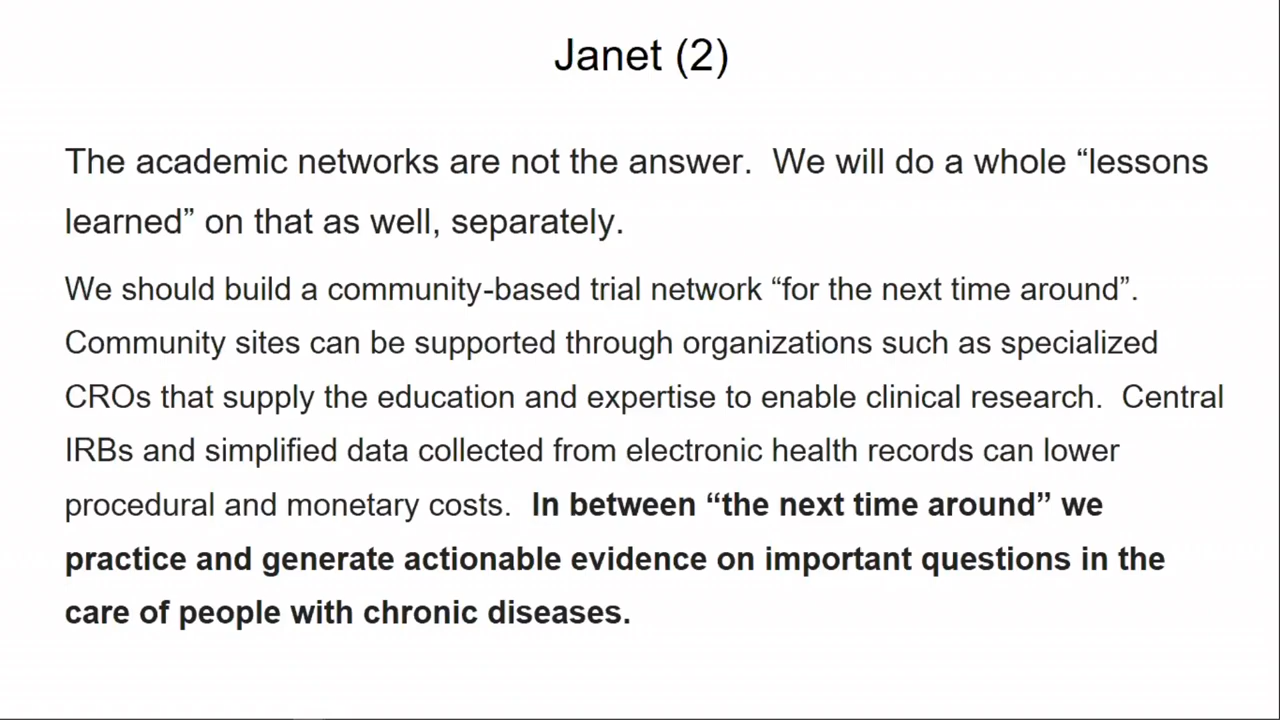 Janet (2)
The academic networks are not the answer.  We will do a whole “lessons
learned” on that as well, separately.
We should build a community-based trial network “for the next time around”.
Community sites can be supported through organizations such as specialized
CROs that supply the education and expertise to enable clinical research.  Central
IRBs and simplified data collected from electronic health records can lower
procedural and monetary costs.  In between “the next time around” we
practice and generate actionable evidence on important questions in the
care of people with chronic diseases.